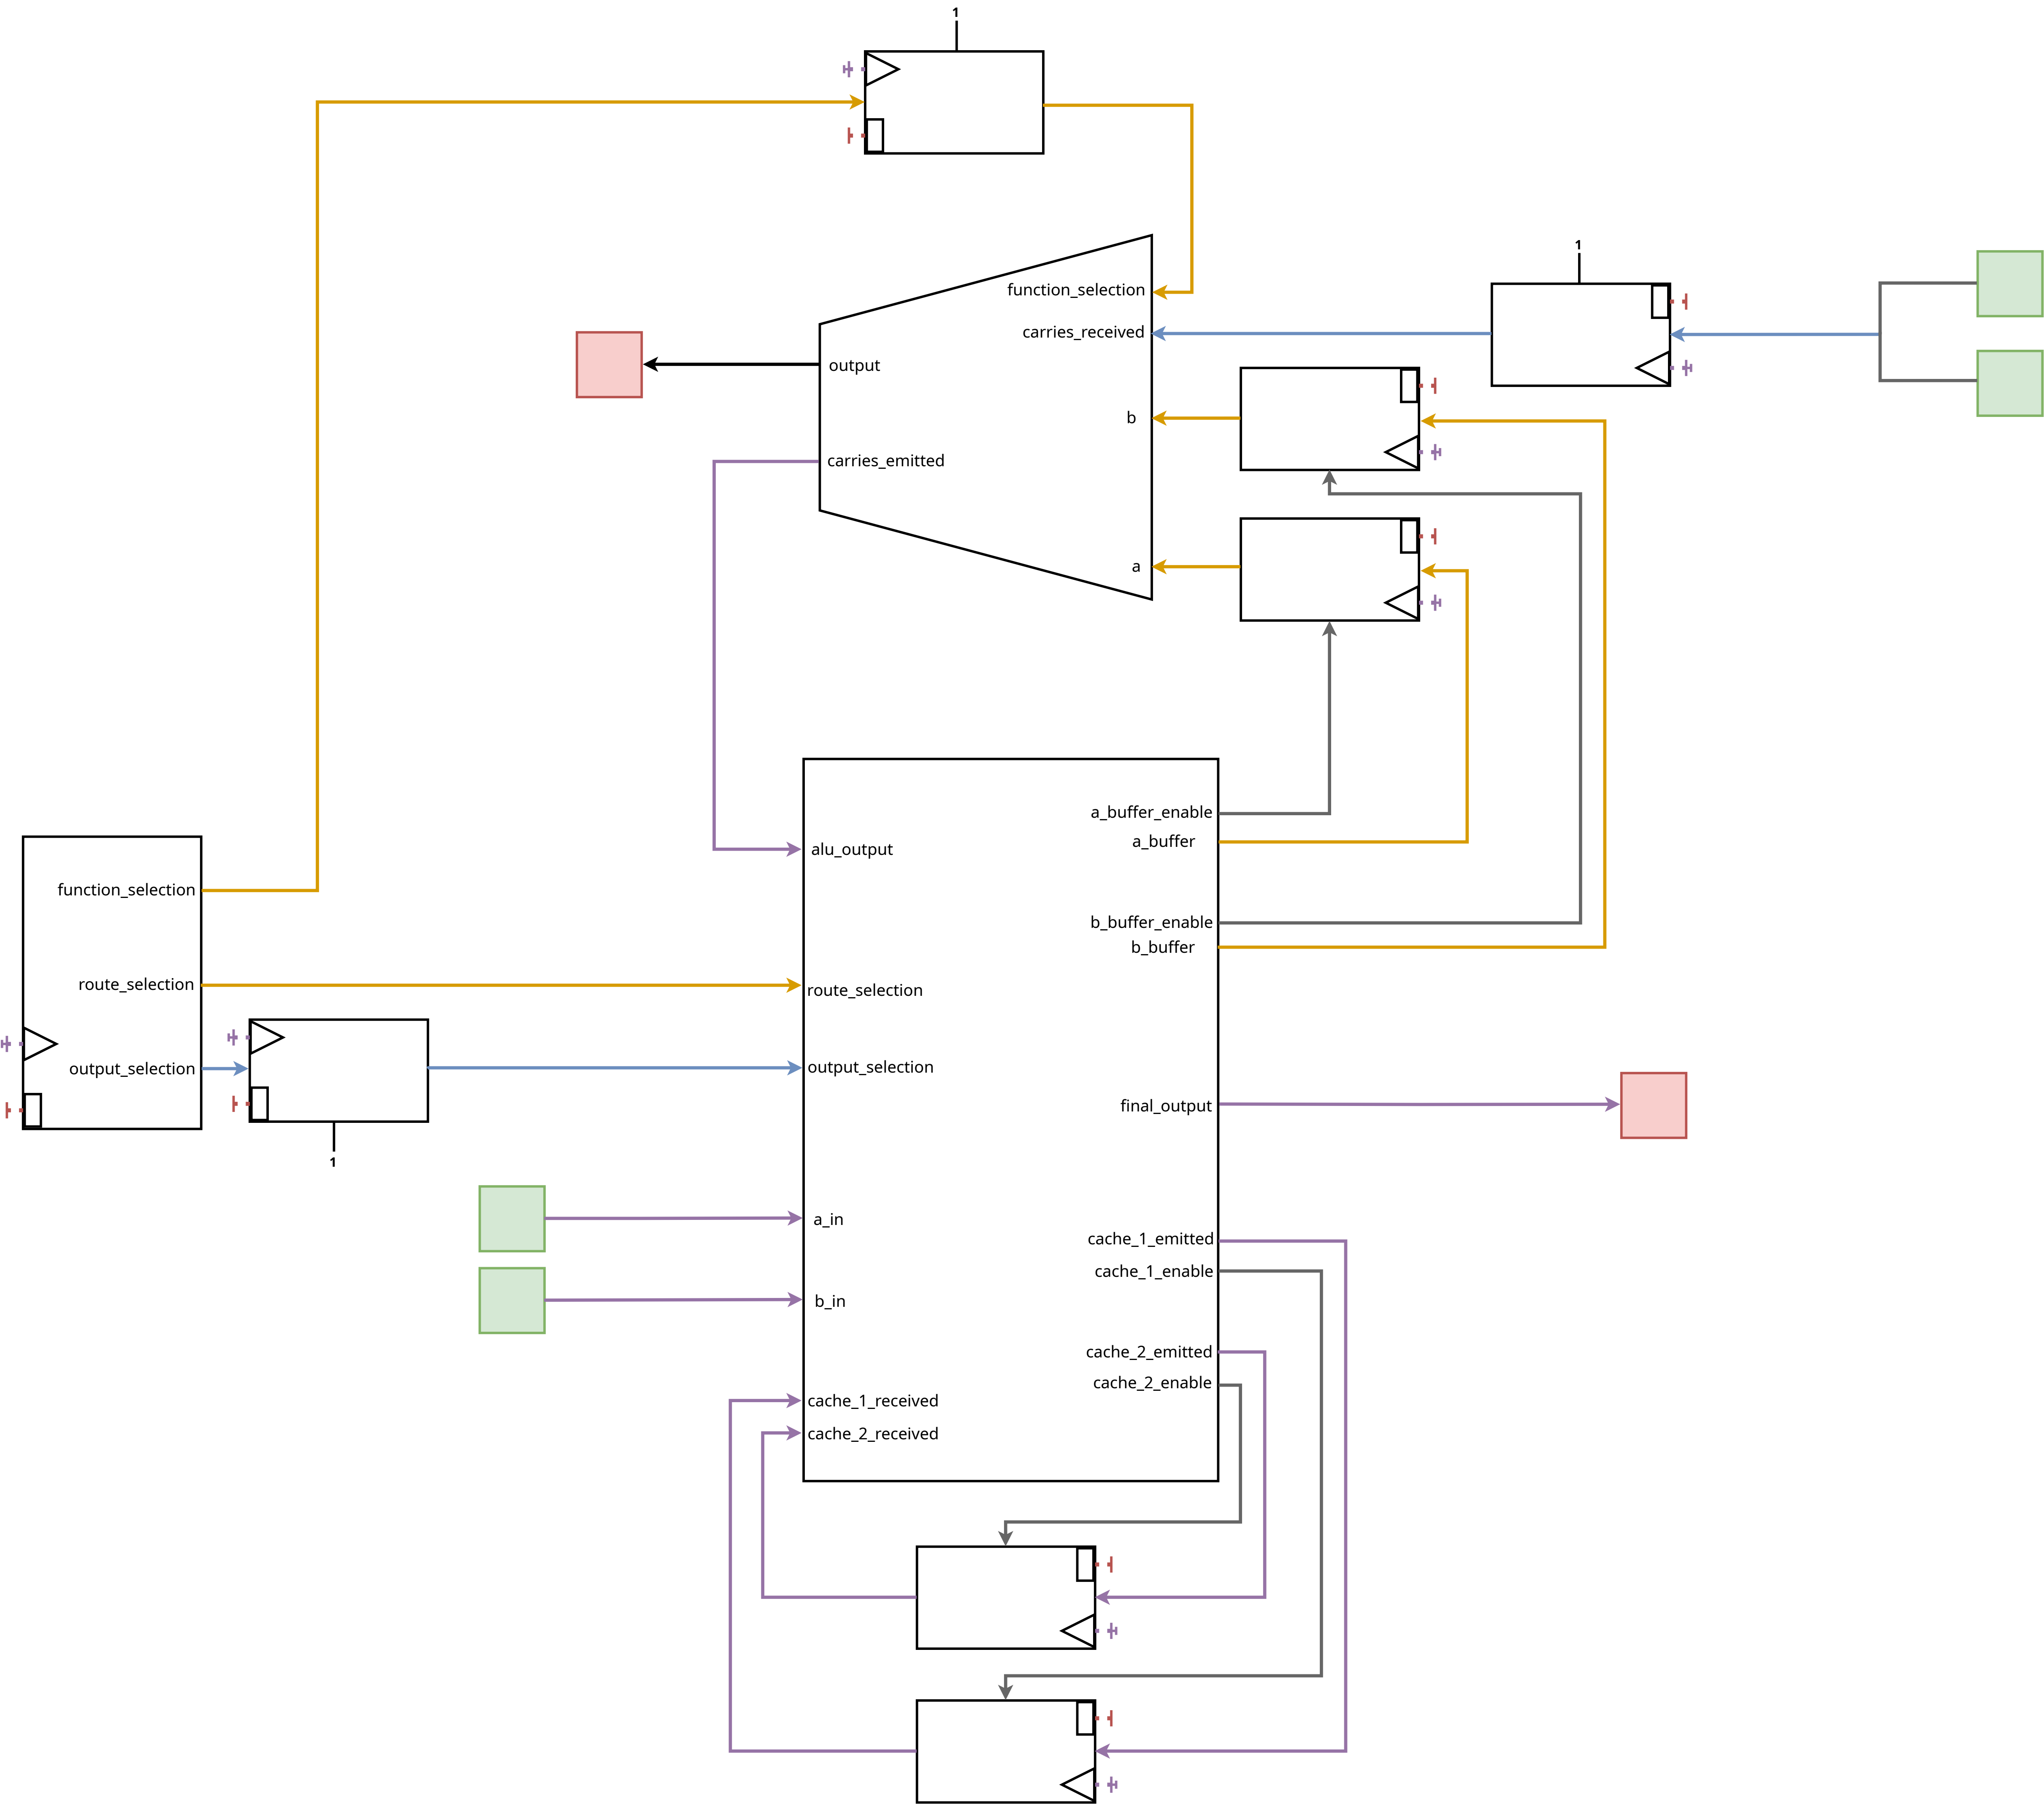 1
1
function_selection
carries_received
output
b
carries_emitted
a
a_buffer_enable
a_buffer
alu_output
function_selection
b_buffer_enable
b_buffer
route_selection
route_selection
output_selection
output_selection
final_output
1
a_in
cache_1_emitted
cache_1_enable
b_in
cache_2_emitted
cache_2_enable
cache_1_received
cache_2_received